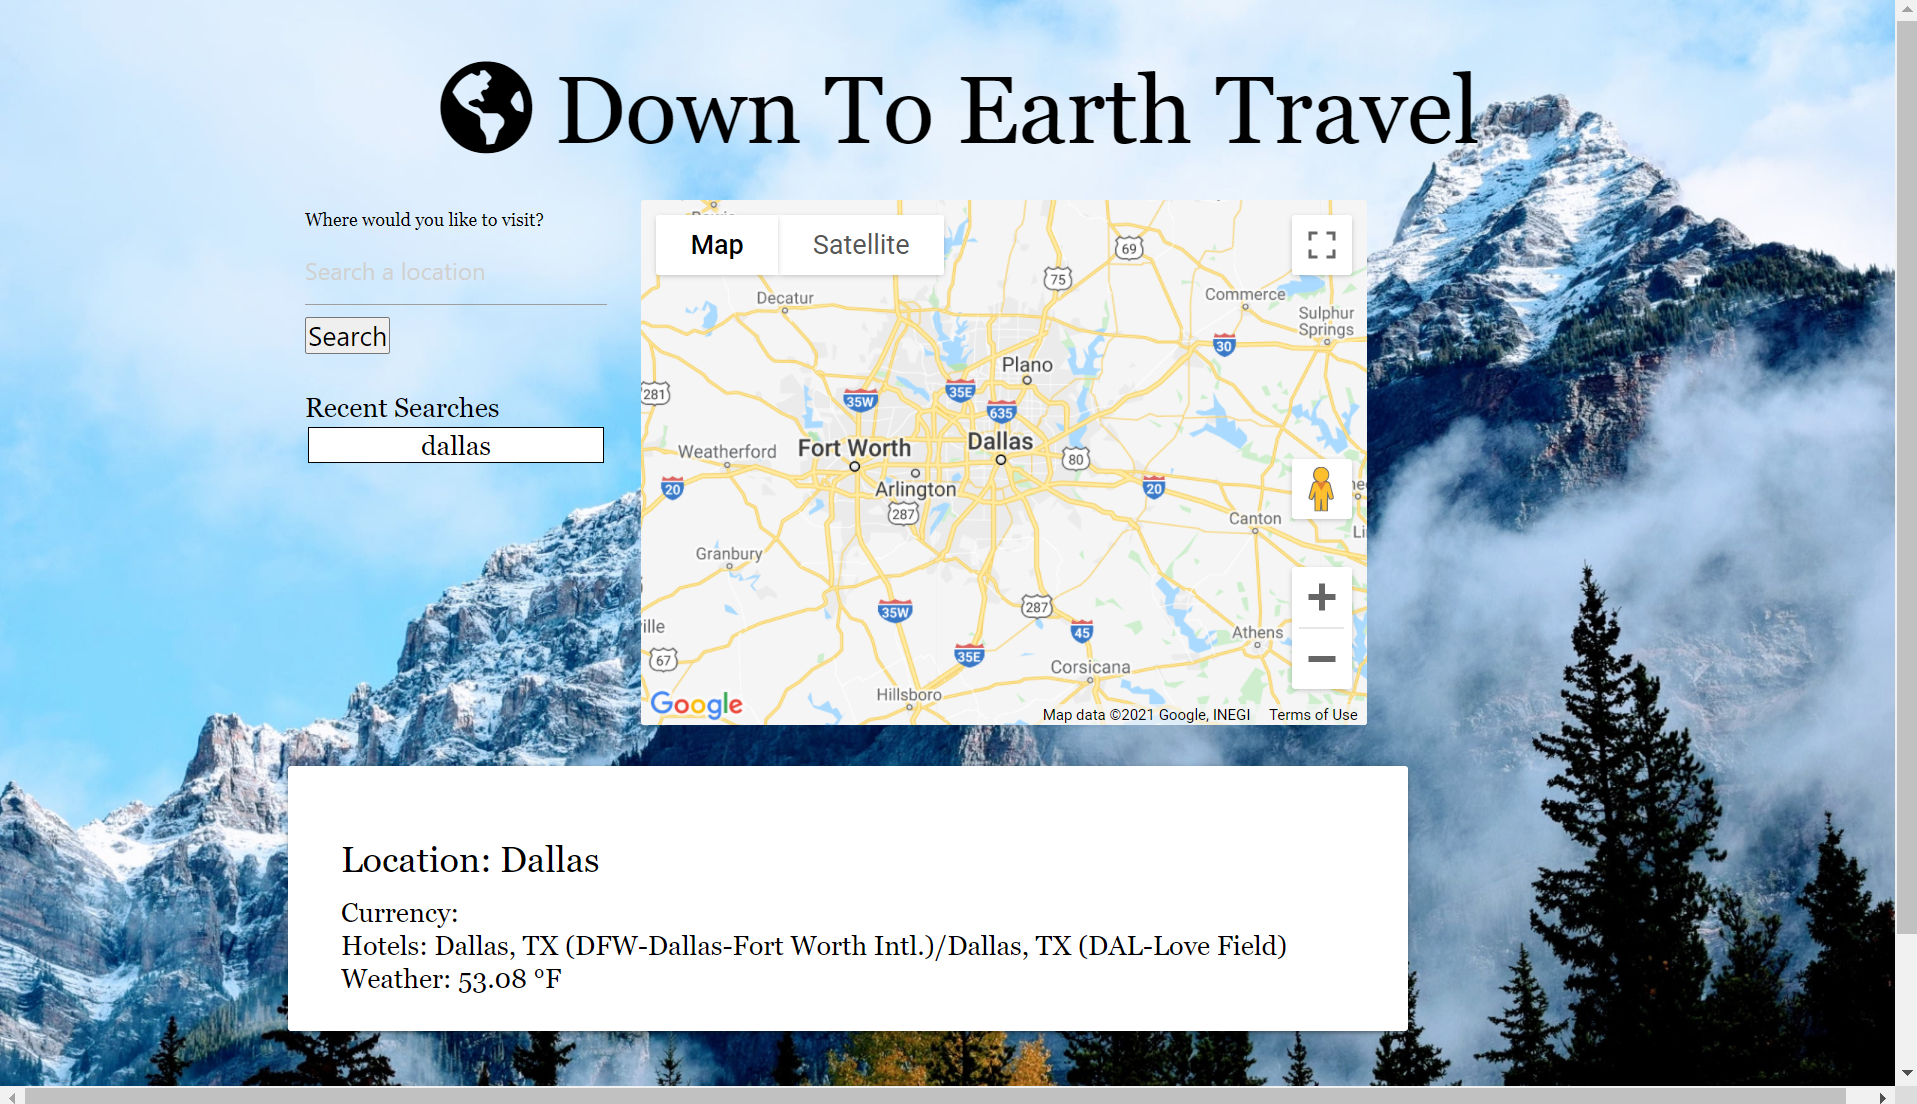 Down To Earth Travel
Where would you like to visit?
Search a location
Search
Recent Searches
dallas
Map
Satellite
69
75
Decatur
Commerce
Sulphur
Springs
30
Plano
281
35W
35E
635
Weatherford
Fort Worth
Dallas
80
20
Arlington
20
287
Canton
Granbury
35W
287
ville
45
Athens
67
35E
Corsicana
Hillsboro
Google
Map data ©2021 Google, INEGI
Terms of Use
Location: Dallas
Currency:
Hotels: Dallas, TX (DFW-Dallas-Fort Worth Intl.)/Dallas, TX (DAL-Love Field)
Weather: 53.08 °F